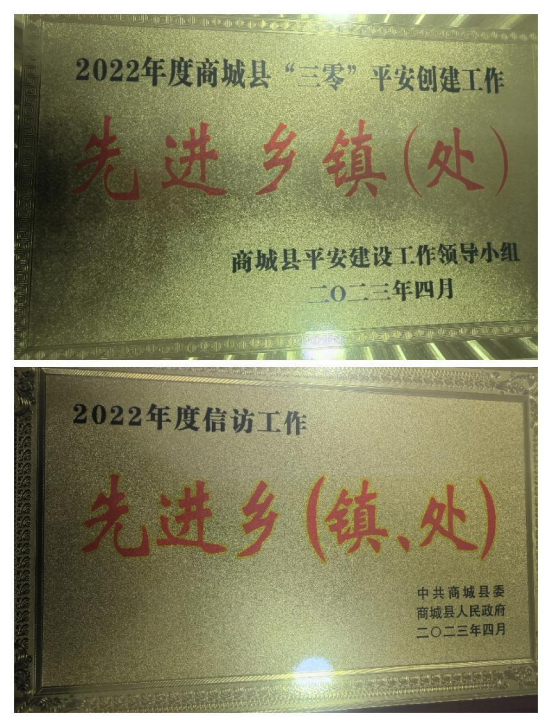 2022年度商城县“三零”平安创建工作
先进乡镇(处)
商城县平安建设工作领导小组
二〇二三年四月
2022年度信访工作
先进乡(镇、处)
中共商城县委
商城县人民政府
二〇二三年四月